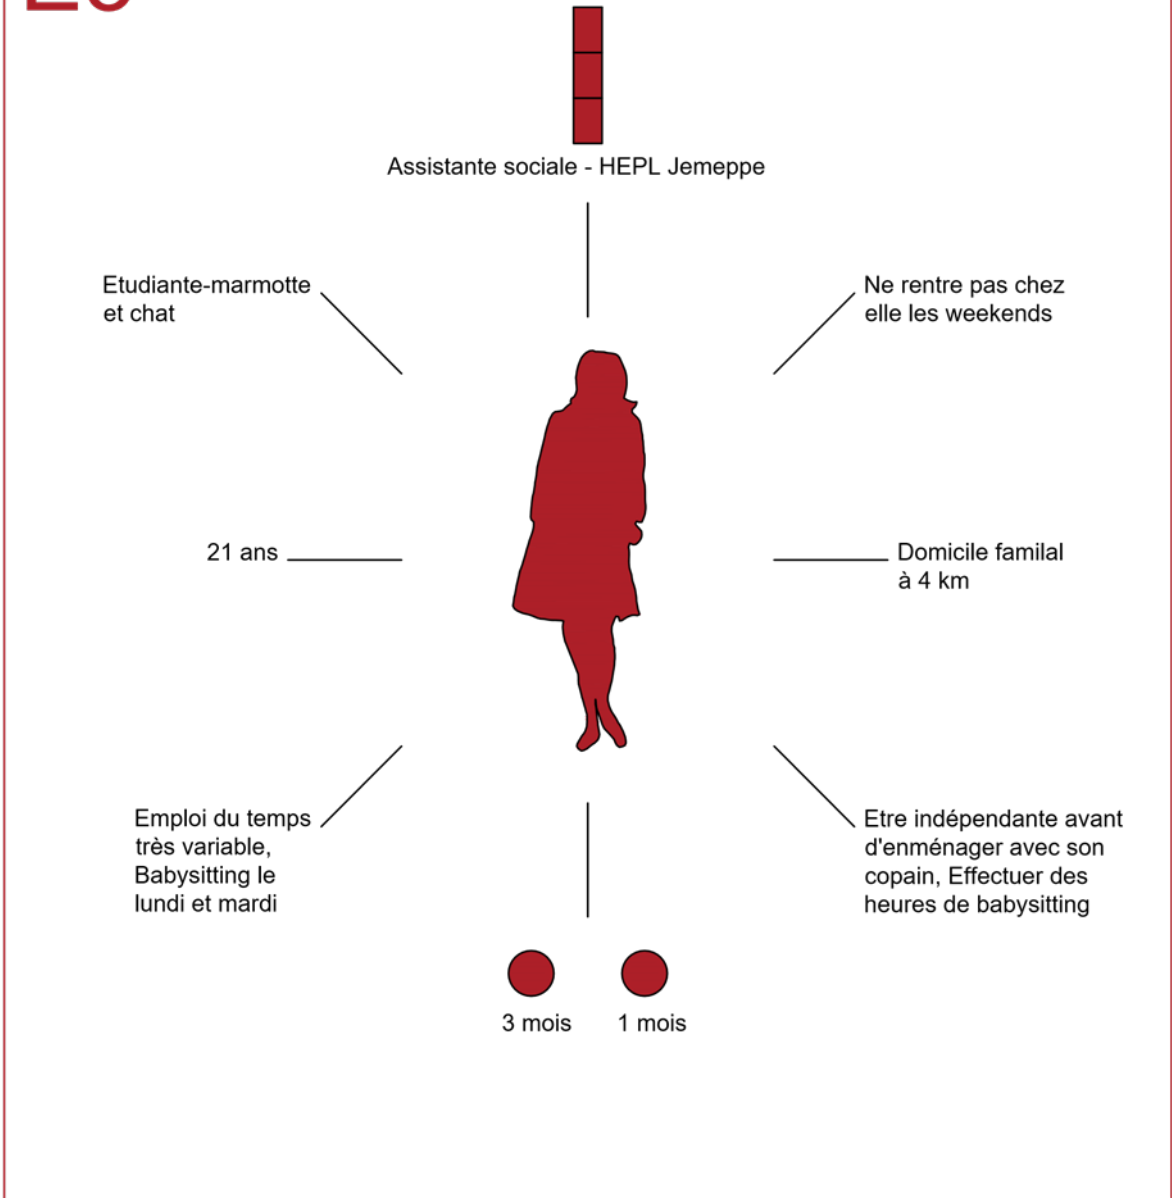 Assistante sociale - HEPL Jemeppe
Etudiante-marmotte
et chat
Ne rentre pas chez
elle les weekends
21 ans
Domicile familal
à 4 km
Emploi du temps
très variable,
Babysitting le
lundi et mardi
Etre indépendante avant
d'enménager avec son
copain, Effectuer des
heures de babysitting
3 mois
1 mois